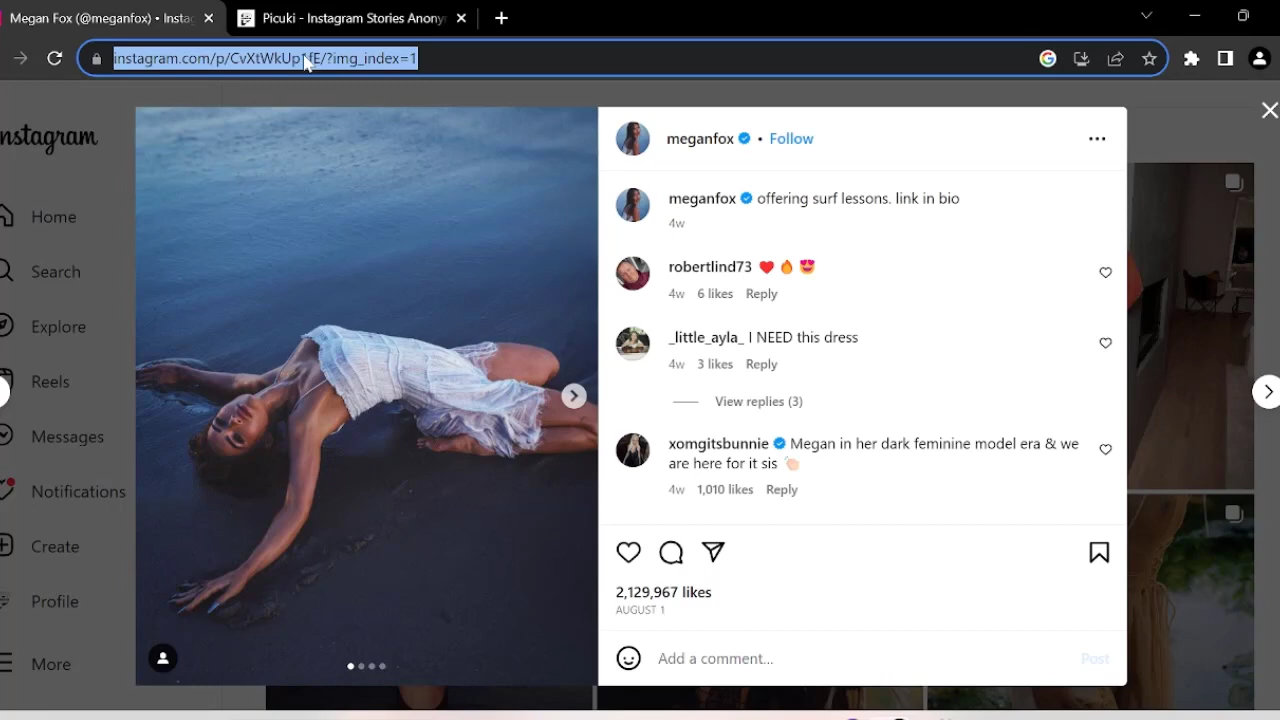 Megan Fox (@meganfox) • Insta
Picuki - Instagram Stories Anony
instagram.com/p/CvXtWkUp1fE/?img_index=1
nstagram
Home
Search
Explore
Reels
Messages
Notifications
Create
Profile
More
meganfox • Follow
meganfox offering surf lessons. link in bio
4w
robertlind73 ❤️ 🔥 😍
4w 6 likes Reply
_little_ayla_ I NEED this dress
4w 3 likes Reply
View replies (3)
xomgitsbunnie Megan in her dark feminine model era & we
are here for it sis 👏🏻
4w 1,010 likes Reply
2,129,967 likes
AUGUST 1
Add a comment...
Post